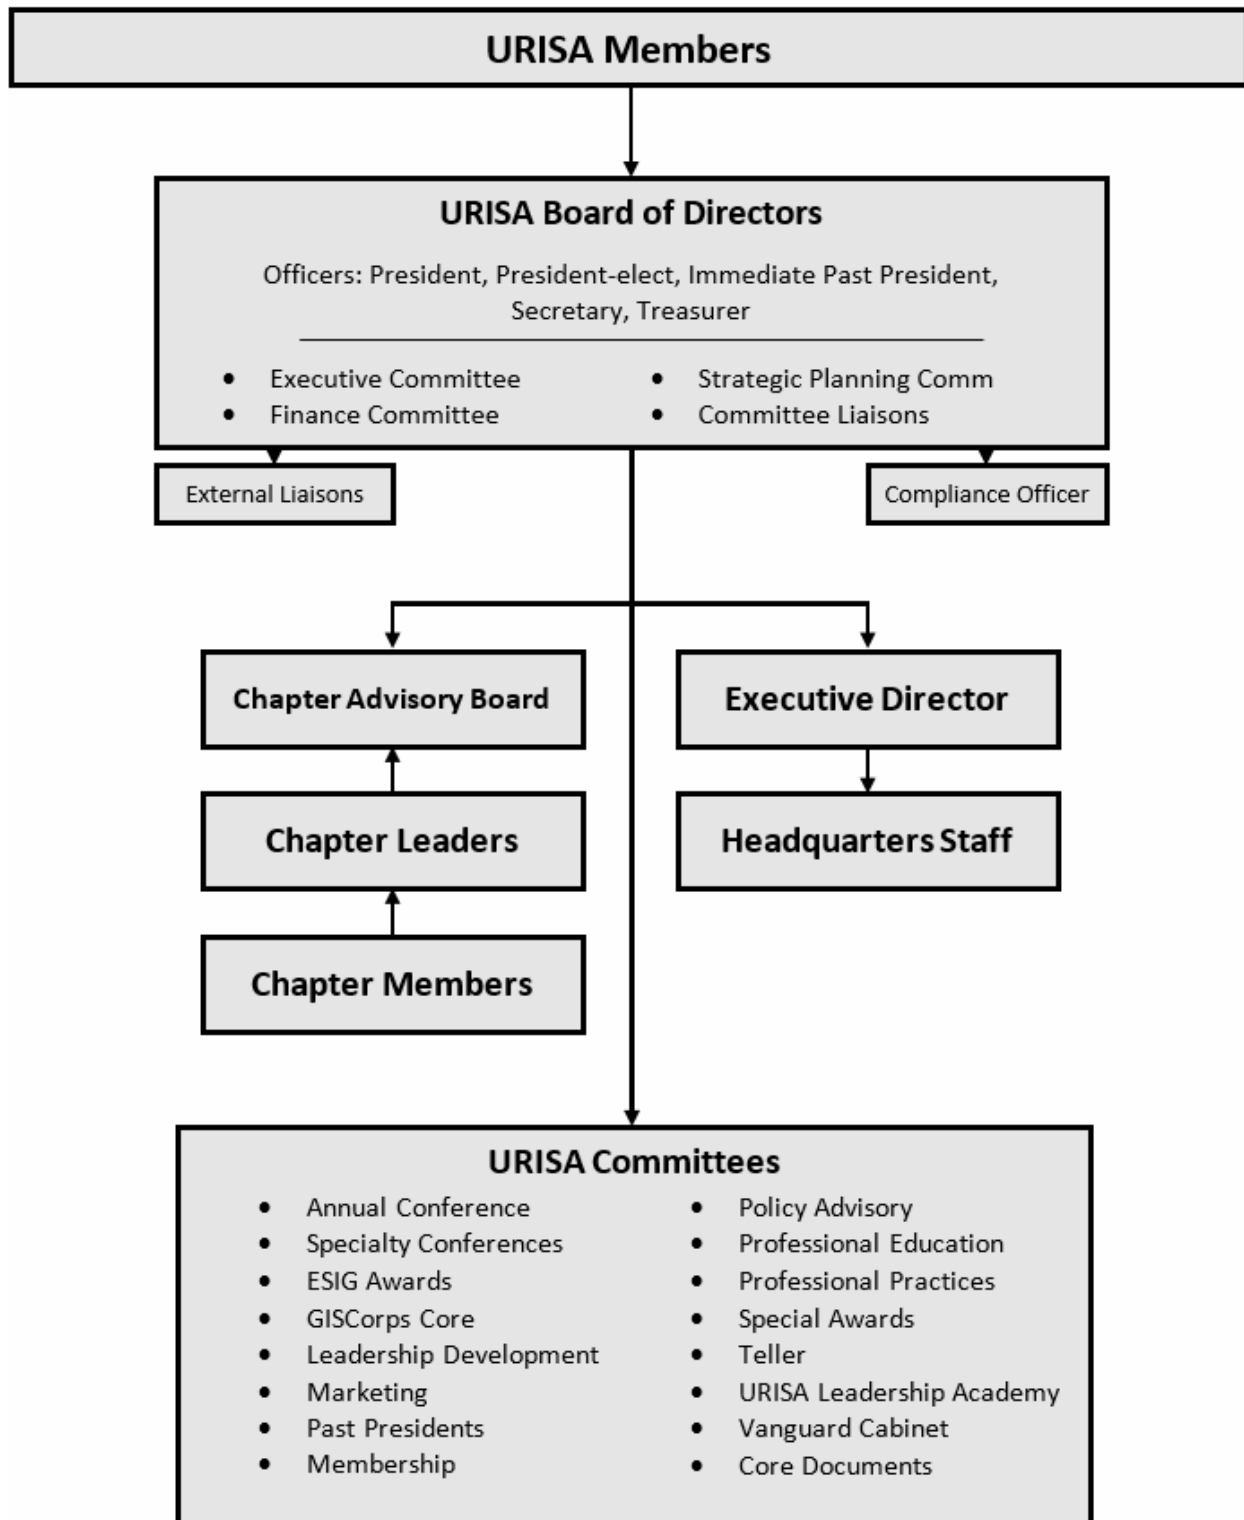 URISA Members
URISA Board of Directors
Officers: President, President-elect, Immediate Past President,
Secretary, Treasurer
• Executive Committee
• Finance Committee
• Strategic Planning Comm
• Committee Liaisons
External Liaisons
Compliance Officer
Chapter Advisory Board
Executive Director
Chapter Leaders
Headquarters Staff
Chapter Members
URISA Committees
• Annual Conference
• Specialty Conferences
• ESIG Awards
• GISCorps Core
• Leadership Development
• Marketing
• Past Presidents
• Membership
• Policy Advisory
• Professional Education
• Professional Practices
• Special Awards
• Teller
• URISA Leadership Academy
• Vanguard Cabinet
• Core Documents